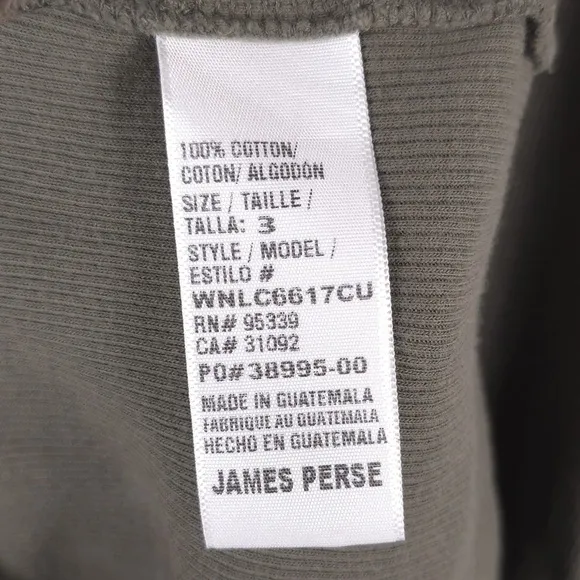 100% COTTON/
COTON/ ALGODÓN
SIZE / TAILLE /
TALLA: 3
STYLE / MODEL /
ESTILO #
WNLC6617CU
RN# 95339
CA# 31092
PO# 38995-00
MADE IN GUATEMALA
FABRIQUE AU GUATEMALA
HECHO EN GUATEMALA
JAMES PERSE